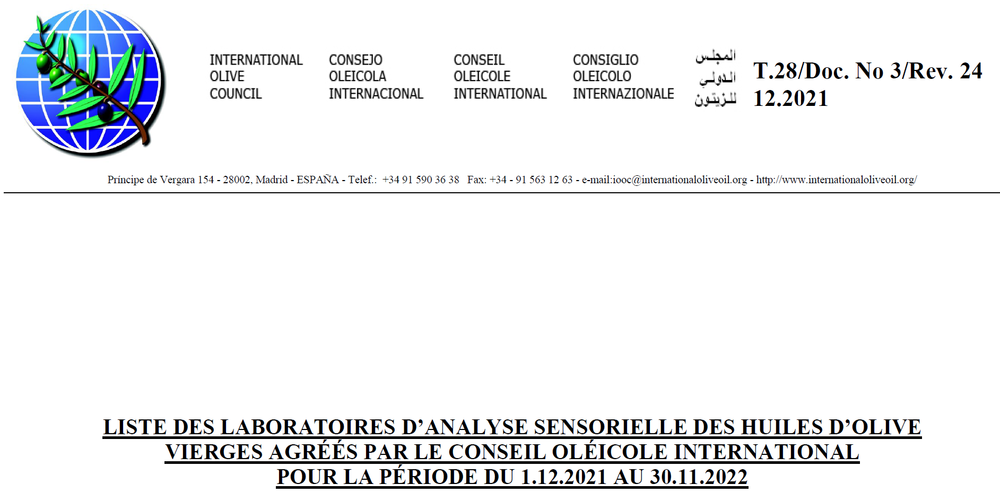 INTERNATIONAL OLIVE COUNCIL
CONSEJO OLEICOLA INTERNACIONAL
CONSEIL OLEICOLE INTERNATIONAL
CONSIGLIO OLEICOLO INTERNAZIONALE
المجلس الدولي للزيتون
T.28/Doc. No 3/Rev. 24
12.2021
Príncipe de Vergara 154 - 28002, Madrid - ESPAÑA - Telef.: +34 91 590 36 38 Fax: +34 - 91 563 12 63 - e-mail:iooc@internationaloliveoil.org - http://www.internationaloliveoil.org/
LISTE DES LABORATOIRES D’ANALYSE SENSORIELLE DES HUILES D’OLIVE
VIERGES AGRÉÉS PAR LE CONSEIL OLÉICOLE INTERNATIONAL
POUR LA PÉRIODE DU 1.12.2021 AU 30.11.2022